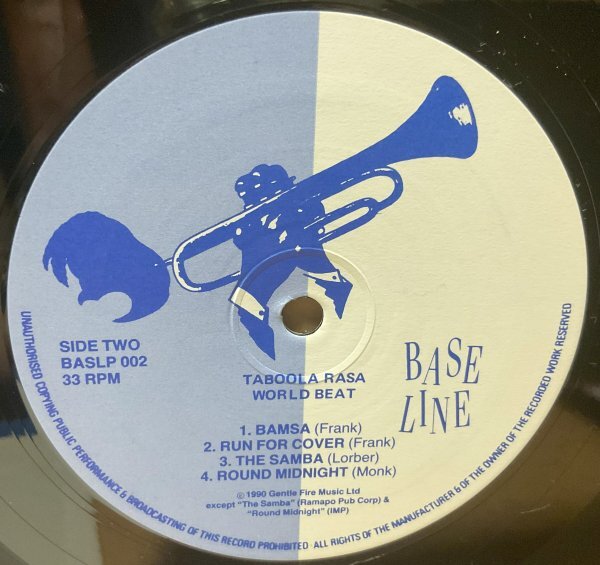 SIDE TWO
BASLP 002
33 RPM
BASE
LINE
TABOOLA RASA
WORLD BEAT
1. BAMSA (Frank)
2. RUN FOR COVER (Frank)
3. THE SAMBA (Lorber)
4. ROUND MIDNIGHT (Monk)
© 1990 Gentle Fire Music Ltd
except "The Samba" (Ramapo Pub Corp) &
"Round Midnight" (IMP)
UNAUTHORISED COPYING PUBLIC PERFORMANCE & BROADCASTING OF THIS RECORD PROHIBITED · ALL RIGHTS OF THE MANUFACTURER & OF THE OWNER OF THE RECORDED WORK RESERVED